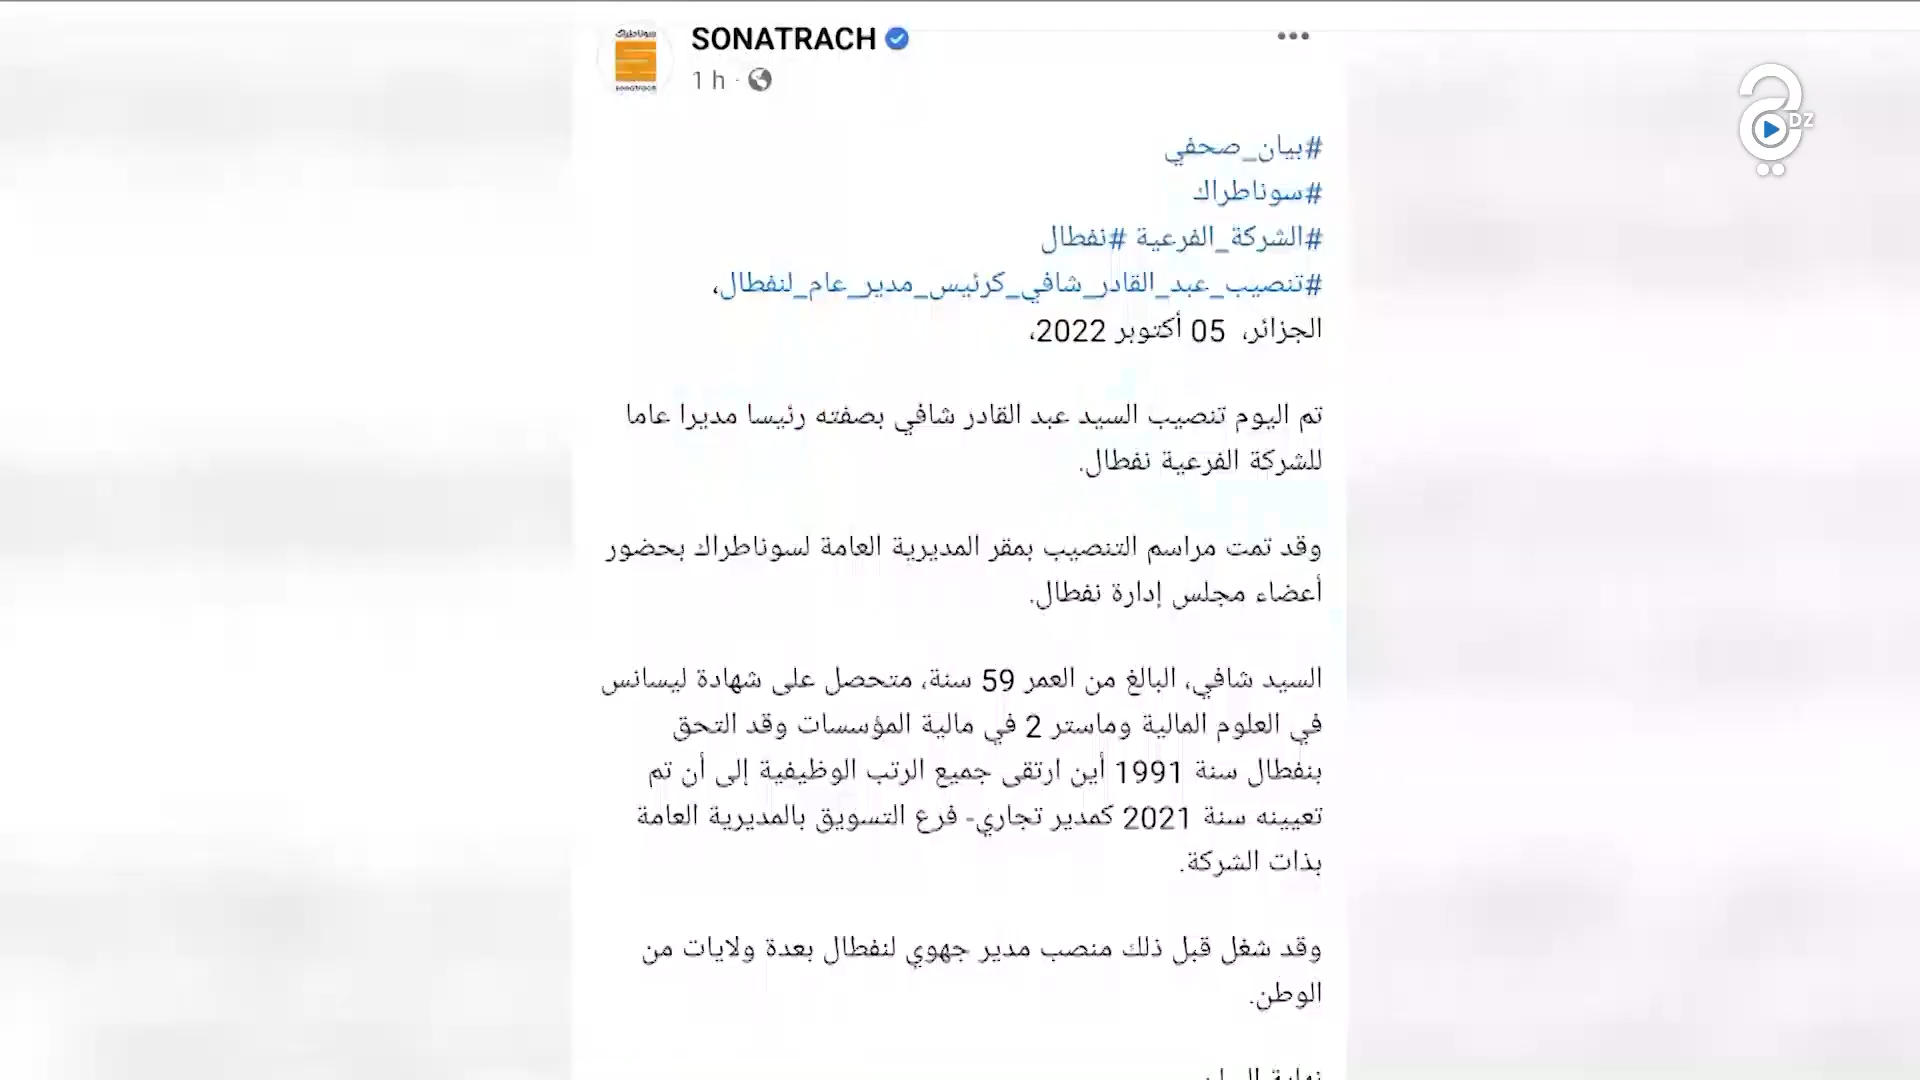 سوناطراك
sonatrach
SONATRACH
1 h ·
DZ
#بيان_صحفي
#سوناطراك
#الشركة_الفرعية #نفطال
#تنصيب_عبد_القادر_شافي_كرئيس_مدير_عام_لنفطال،
الجزائر، 05 أكتوبر 2022،
تم اليوم تنصيب السيد عبد القادر شافي بصفته رئيسا مديرا عاما
للشركة الفرعية نفطال.
وقد تمت مراسم التنصيب بمقر المديرية العامة لسوناطراك بحضور
أعضاء مجلس إدارة نفطال.
السيد شافي، البالغ من العمر 59 سنة، متحصل على شهادة ليسانس
في العلوم المالية وماستر 2 في مالية المؤسسات وقد التحق
بنفطال سنة 1991 أين ارتقى جميع الرتب الوظيفية إلى أن تم
تعيينه سنة 2021 كمدير تجاري- فرع التسويق بالمديرية العامة
بذات الشركة.
وقد شغل قبل ذلك منصب مدير جهوي لنفطال بعدة ولايات من
الوطن.